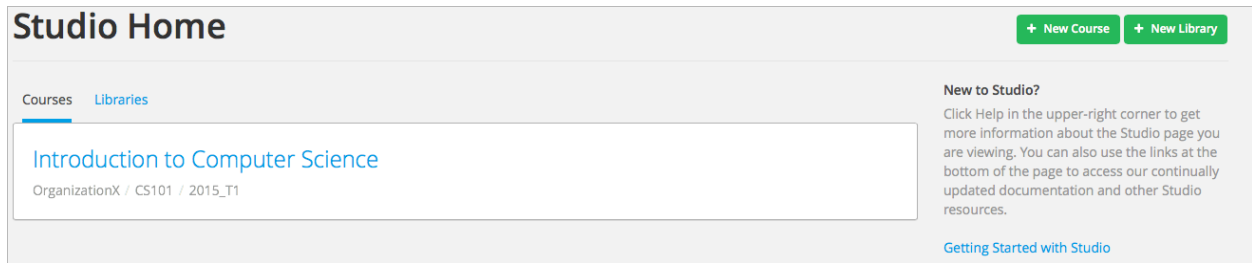 Studio Home
+ New Course
+ New Library
Courses
Libraries
Introduction to Computer Science
OrganizationX / CS101 / 2015_T1
New to Studio?
Click Help in the upper-right corner to get
more information about the Studio page you
are viewing. You can also use the links at the
bottom of the page to access our continually
updated documentation and other Studio
resources.
Getting Started with Studio